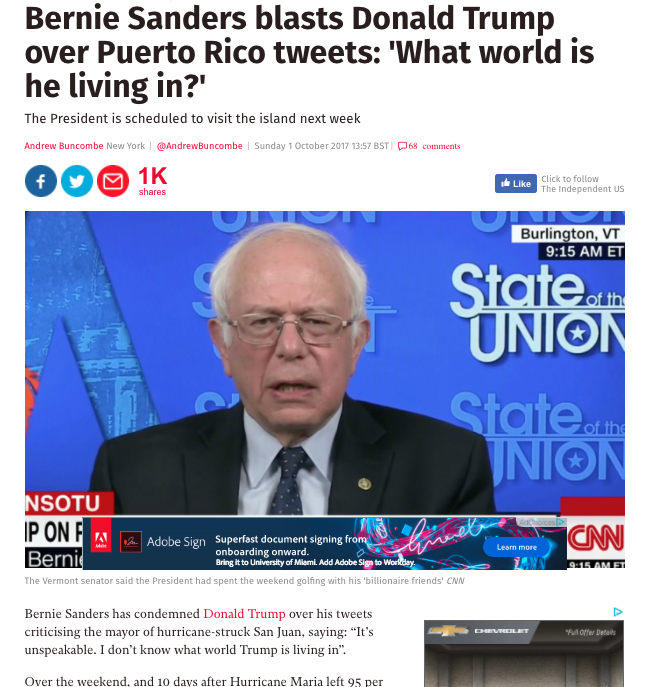 Bernie Sanders blasts Donald Trump
over Puerto Rico tweets: 'What world is
he living in?'
The President is scheduled to visit the island next week
Andrew Buncombe New York | @AndrewBuncombe | Sunday 1 October 2017 13:57 BST | 68 comments
1K
shares
Like
Click to follow
The Independent US
UNION
Burlington, VT
9:15 AM ET
State of the
UNION
State of the
UNION
NSOTU
Bernie
CNN
9:15 AM ET
Adobe
Adobe Sign
Superfast document signing from
onboarding onward.
Bring it to University of Miami. Add Adobe Sign to Workday.
Learn more
AdChoices
The Vermont senator said the President had spent the weekend golfing with his 'billionaire friends' CNN
Bernie Sanders has condemned Donald Trump over his tweets
criticising the mayor of hurricane-struck San Juan, saying: “It’s
unspeakable. I don’t know what world Trump is living in”.
Over the weekend, and 10 days after Hurricane Maria left 95 per
CHEVROLET
*Full Offer Details